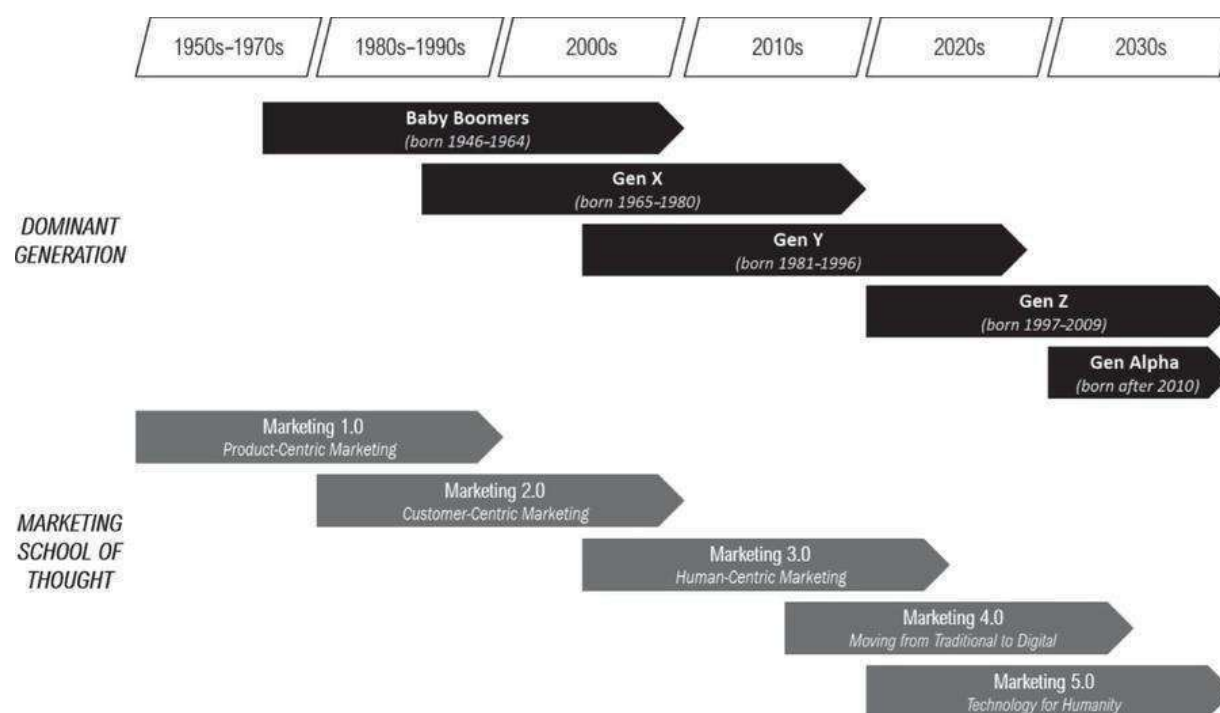 1950s–1970s
1980s–1990s
2000s
2010s
2020s
2030s
DOMINANT
GENERATION
Baby Boomers
(born 1946–1964)
Gen X
(born 1965–1980)
Gen Y
(born 1981–1996)
Gen Z
(born 1997–2009)
Gen Alpha
(born after 2010)
MARKETING
SCHOOL OF
THOUGHT
Marketing 1.0
Product-Centric Marketing
Marketing 2.0
Customer-Centric Marketing
Marketing 3.0
Human-Centric Marketing
Marketing 4.0
Moving from Traditional to Digital
Marketing 5.0
Technology for Humanity